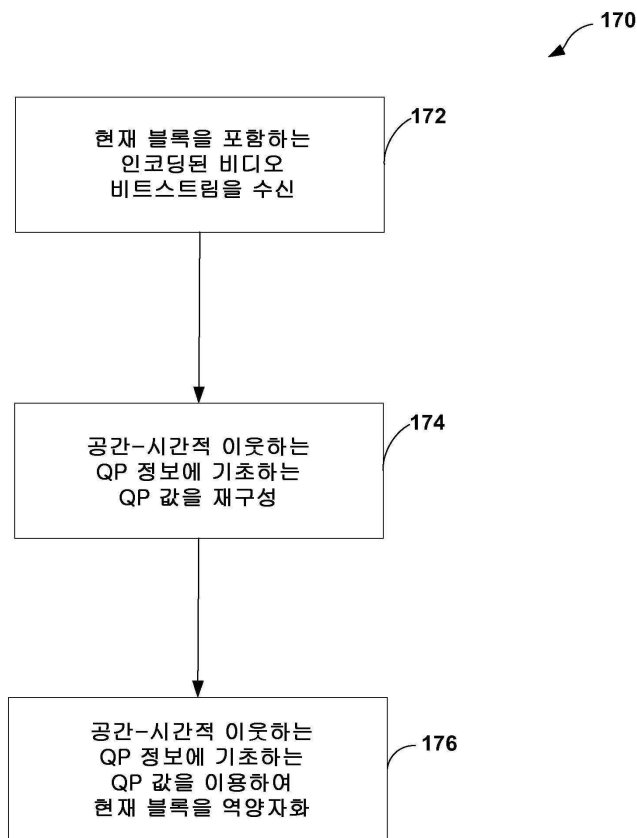 170
172
현재 블록을 포함하는
인코딩된 비디오
비트스트림을 수신
174
공간-시간적 이웃하는
QP 정보에 기초하는
QP 값을 재구성
176
공간-시간적 이웃하는
QP 정보에 기초하는
QP 값을 이용하여
현재 블록을 역양자화